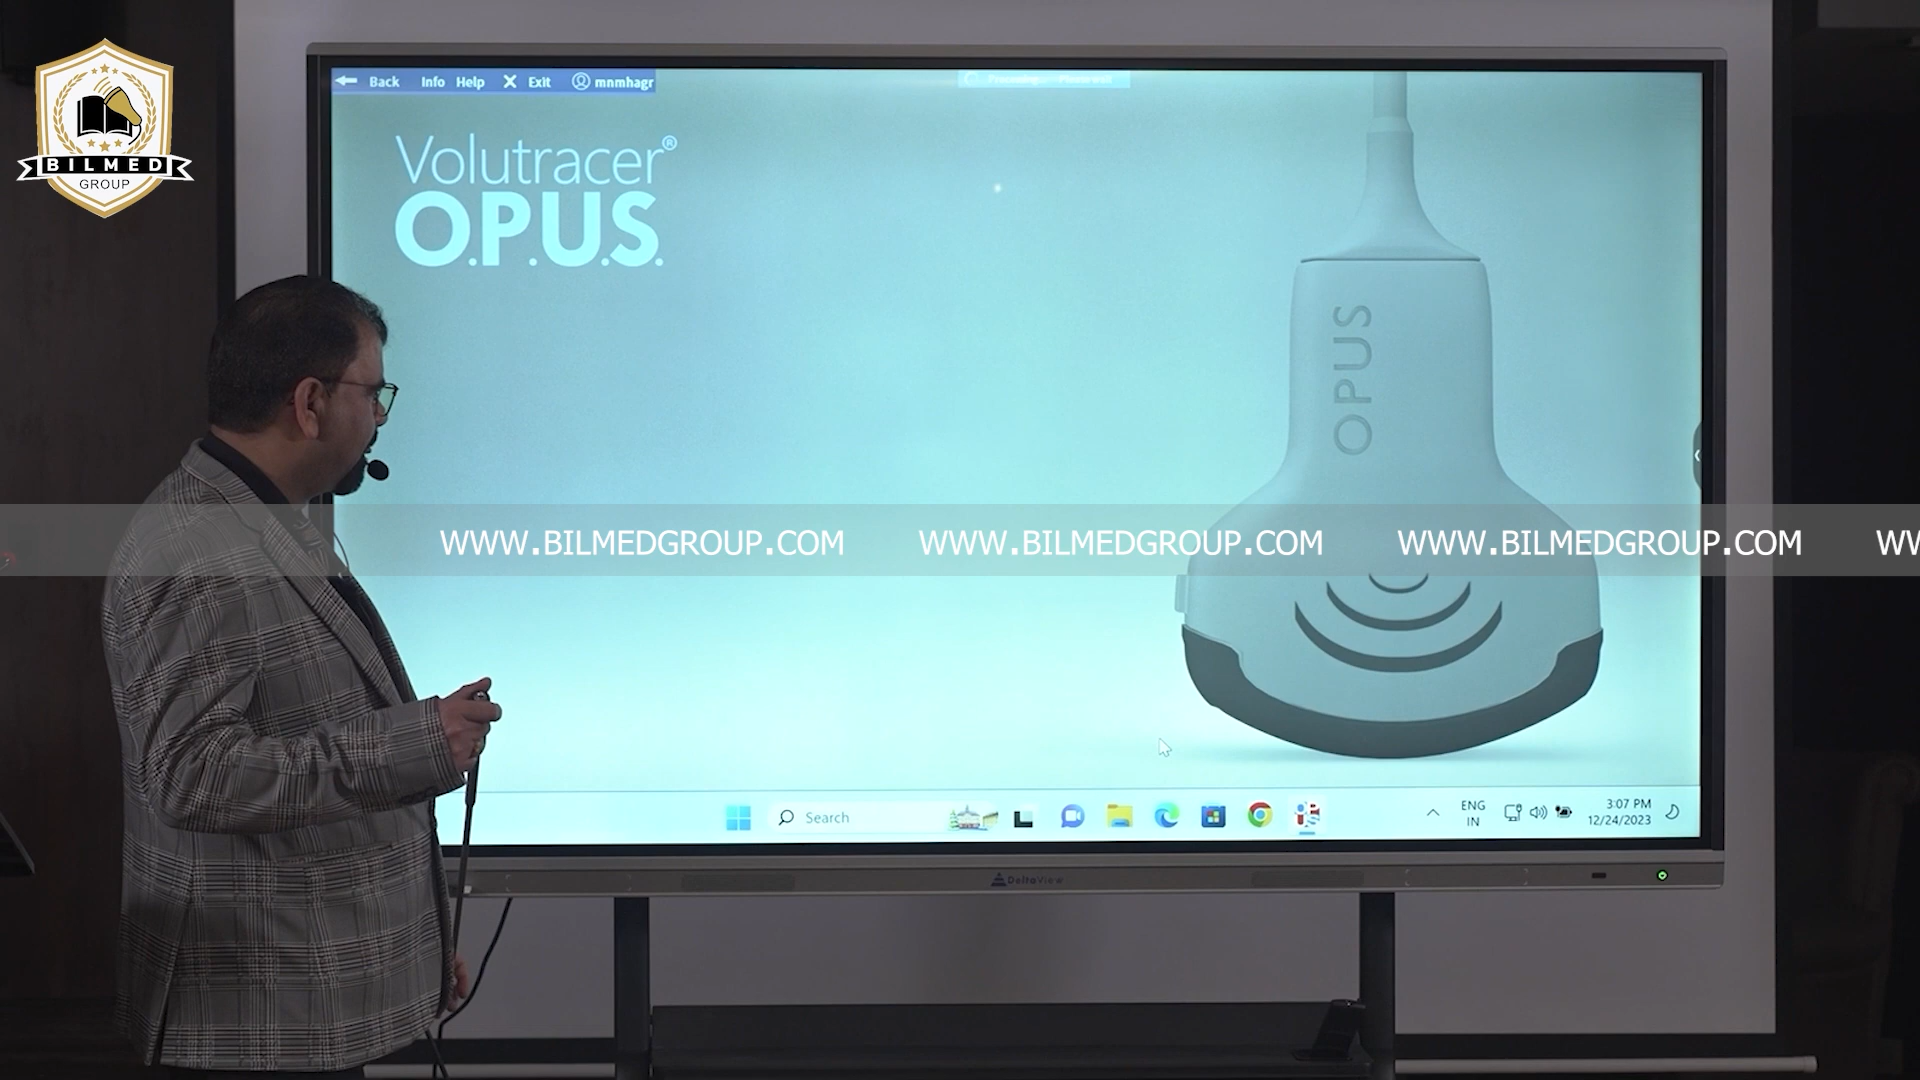 BILMED
GROUP
Back Info Help Exit mnmhagr
Volutracer®
O.P.U.S.
OPUS
WWW.BILMEDGROUP.COM WWW.BILMEDGROUP.COM WWW.BILMEDGROUP.COM WW
Search
ENG
IN
3:07 PM
12/24/2023
DeltaView